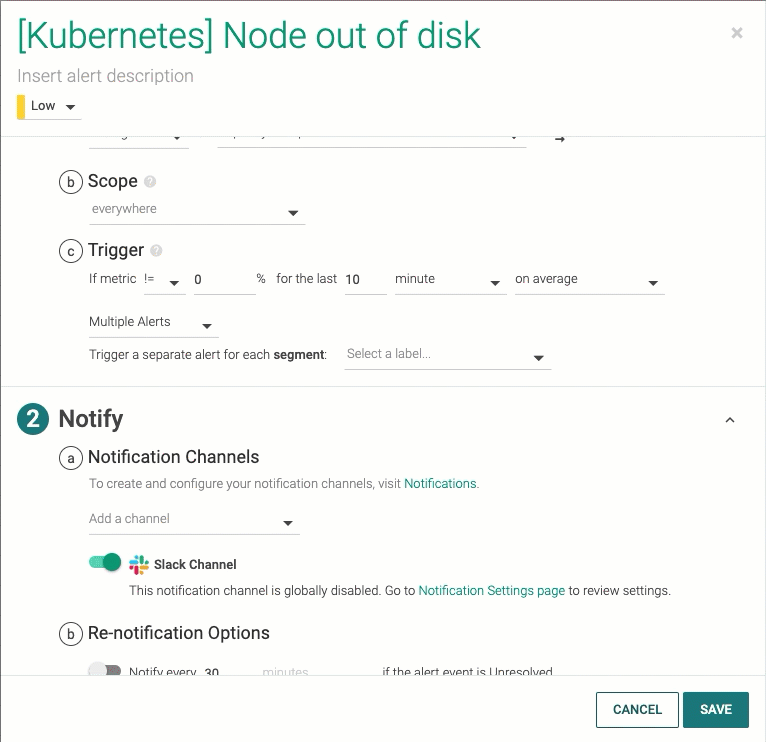 [Kubernetes] Node out of disk
Insert alert description
Low
b Scope ?
everywhere
c Trigger ?
If metric != 0 % for the last 10 minute on average
Multiple Alerts
Trigger a separate alert for each segment: Select a label...
2 Notify
a Notification Channels
To create and configure your notification channels, visit Notifications.
Add a channel
Slack Channel
This notification channel is globally disabled. Go to Notification Settings page to review settings.
b Re-notification Options
Notify every 30 minutes if the alert event is Unresolved
CANCEL SAVE